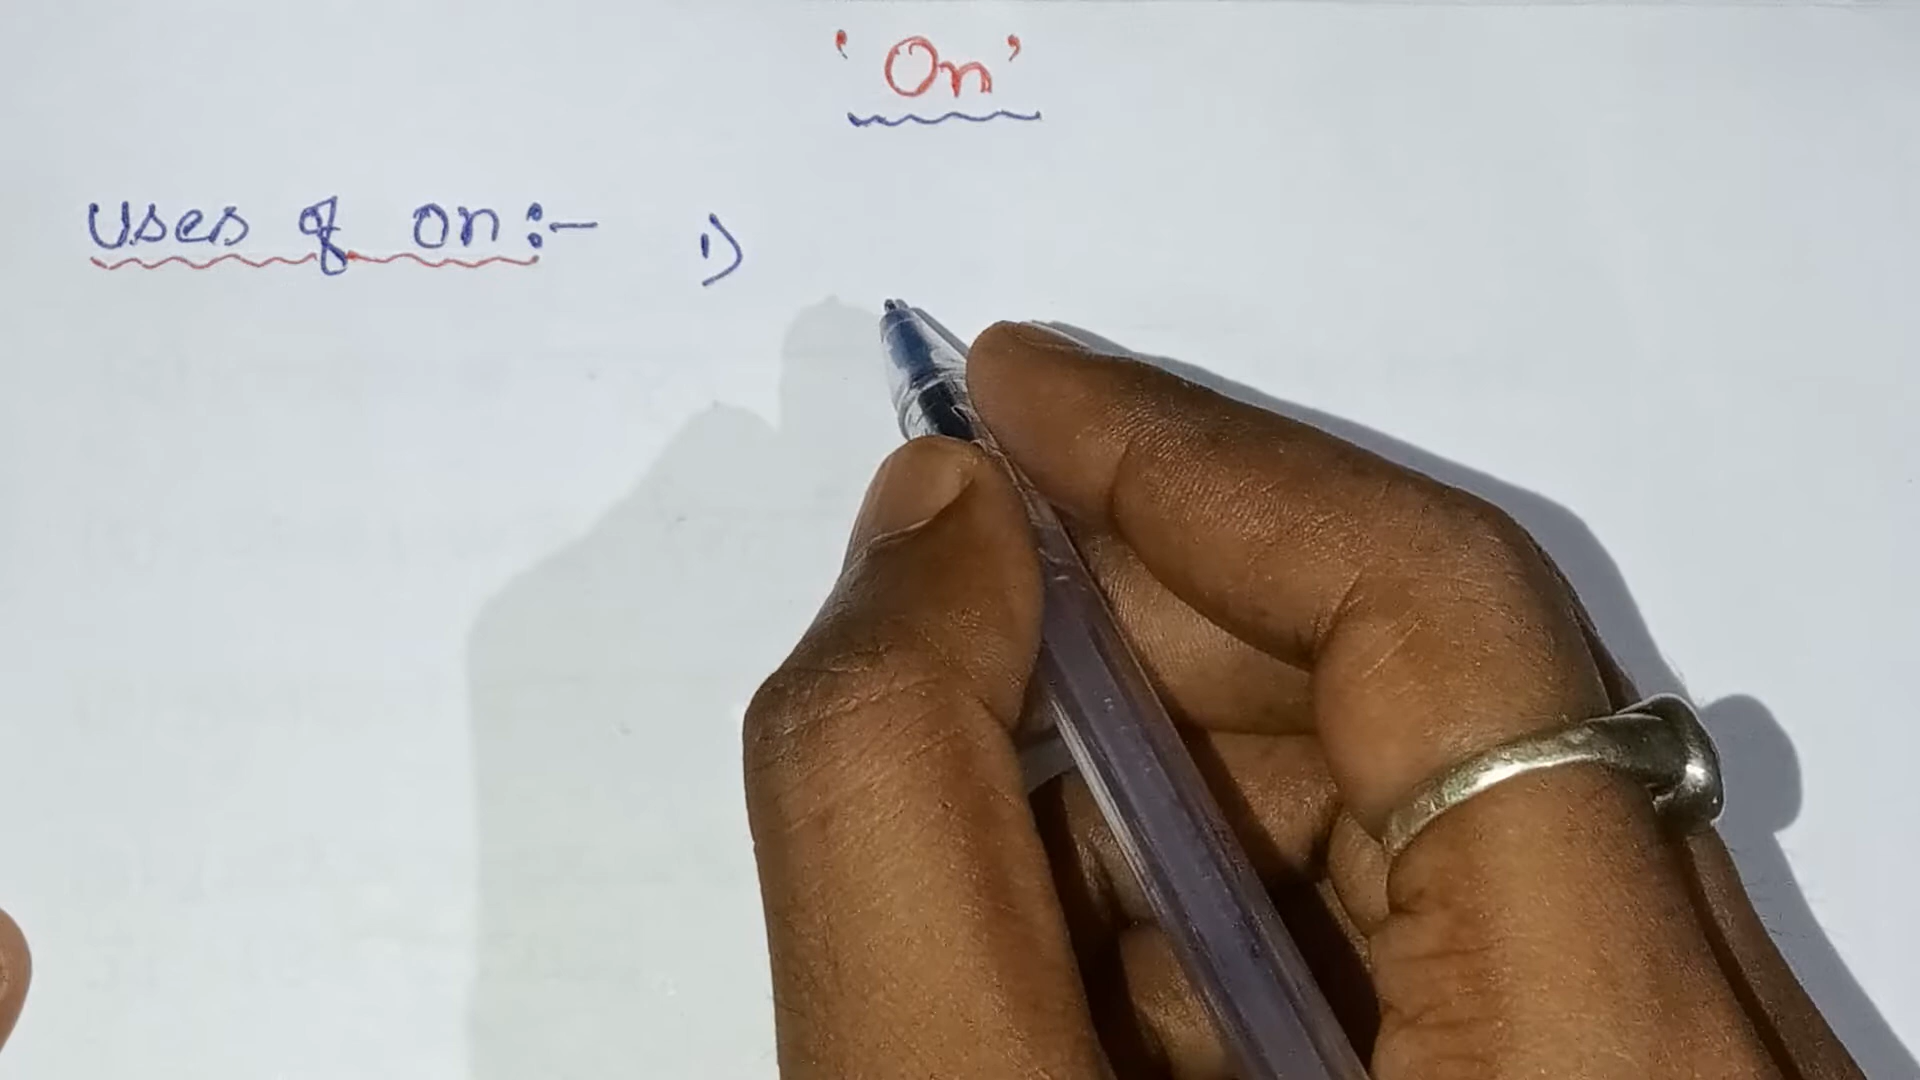 ‘On’
Uses of on:- 1)